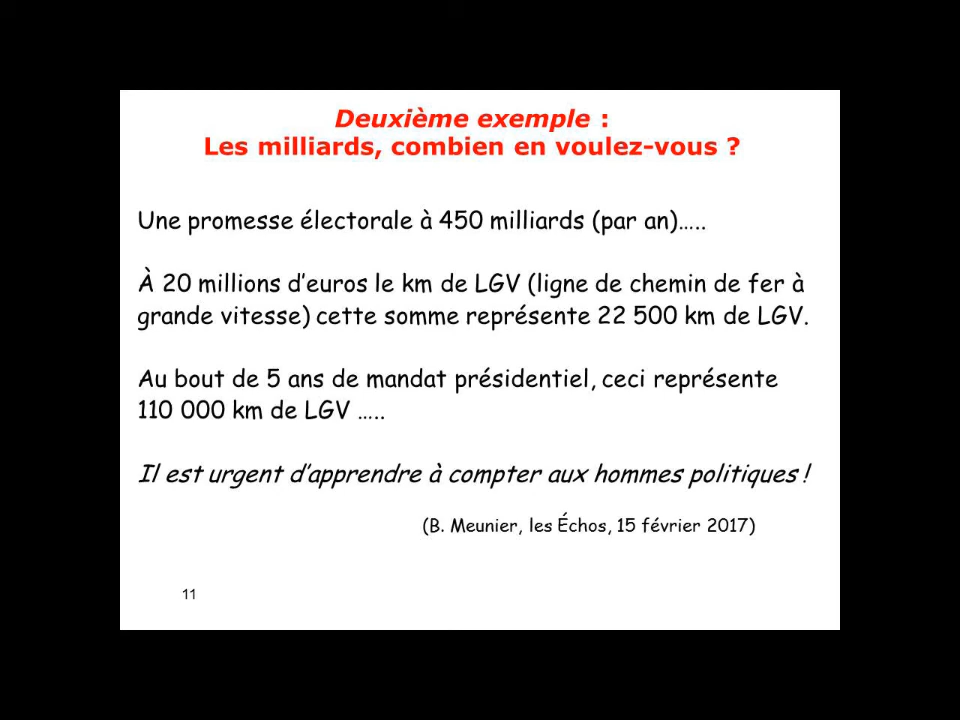 Deuxième exemple :
Les milliards, combien en voulez-vous ?
Une promesse électorale à 450 milliards (par an)…..
À 20 millions d’euros le km de LGV (ligne de chemin de fer à
grande vitesse) cette somme représente 22 500 km de LGV.
Au bout de 5 ans de mandat présidentiel, ceci représente
110 000 km de LGV …..
Il est urgent d’apprendre à compter aux hommes politiques !
(B. Meunier, les Échos, 15 février 2017)
11